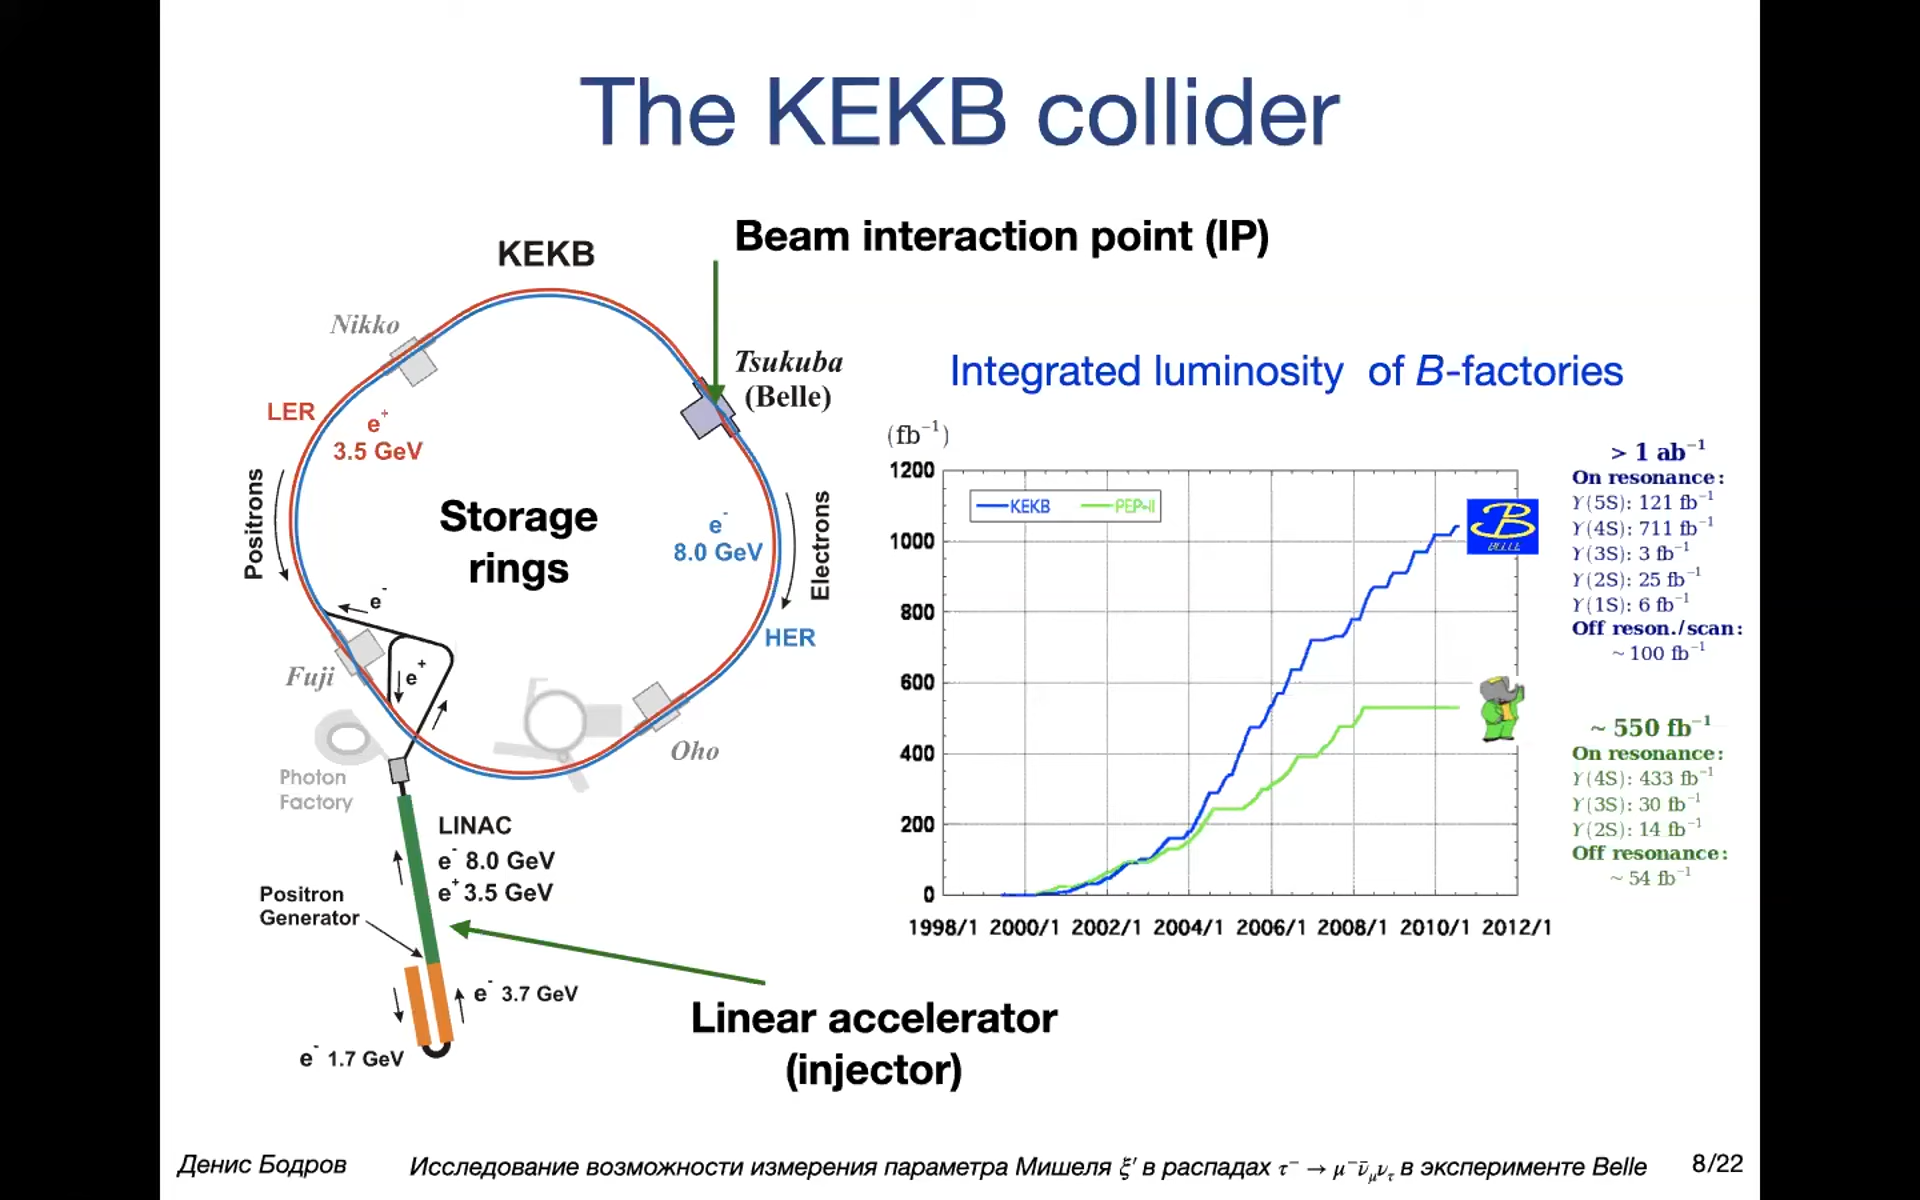 The KEKB collider
Beam interaction point (IP)
KEKB
Nikko
Tsukuba
(Belle)
LER
e⁺
3.5 GeV
Positrons
Storage
rings
e⁻
8.0 GeV
Electrons
HER
e⁻
e⁺
Fuji
Oho
Photon
Factory
LINAC
e⁻ 8.0 GeV
e⁺ 3.5 GeV
Positron
Generator
e⁻ 3.7 GeV
e⁻ 1.7 GeV
Linear accelerator
(injector)
Integrated luminosity of B-factories
(fb⁻¹)
1200
1000
800
600
400
200
0
KEKB PEP-II
BELLE
1998/1 2000/1 2002/1 2004/1 2006/1 2008/1 2010/1 2012/1
> 1 ab⁻¹
On resonance:
ϒ(5S): 121 fb⁻¹
ϒ(4S): 711 fb⁻¹
ϒ(3S): 3 fb⁻¹
ϒ(2S): 25 fb⁻¹
ϒ(1S): 6 fb⁻¹
Off reson./scan:
~ 100 fb⁻¹
~ 550 fb⁻¹
On resonance:
ϒ(4S): 433 fb⁻¹
ϒ(3S): 30 fb⁻¹
ϒ(2S): 14 fb⁻¹
Off resonance:
~ 54 fb⁻¹
Денис Бодров Исследование возможности измерения параметра Мишеля ξ′ в распадах τ⁻ → μ⁻ν̄_μν_τ в эксперименте Belle 8/22